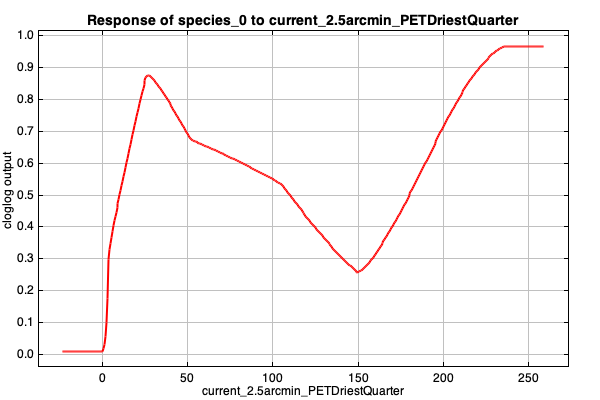 Response of species_0 to current_2.5arcmin_PETDriestQuarter
cloglog output
1.0
0.9
0.8
0.7
0.6
0.5
0.4
0.3
0.2
0.1
0.0
0 50 100 150 200 250
current_2.5arcmin_PETDriestQuarter